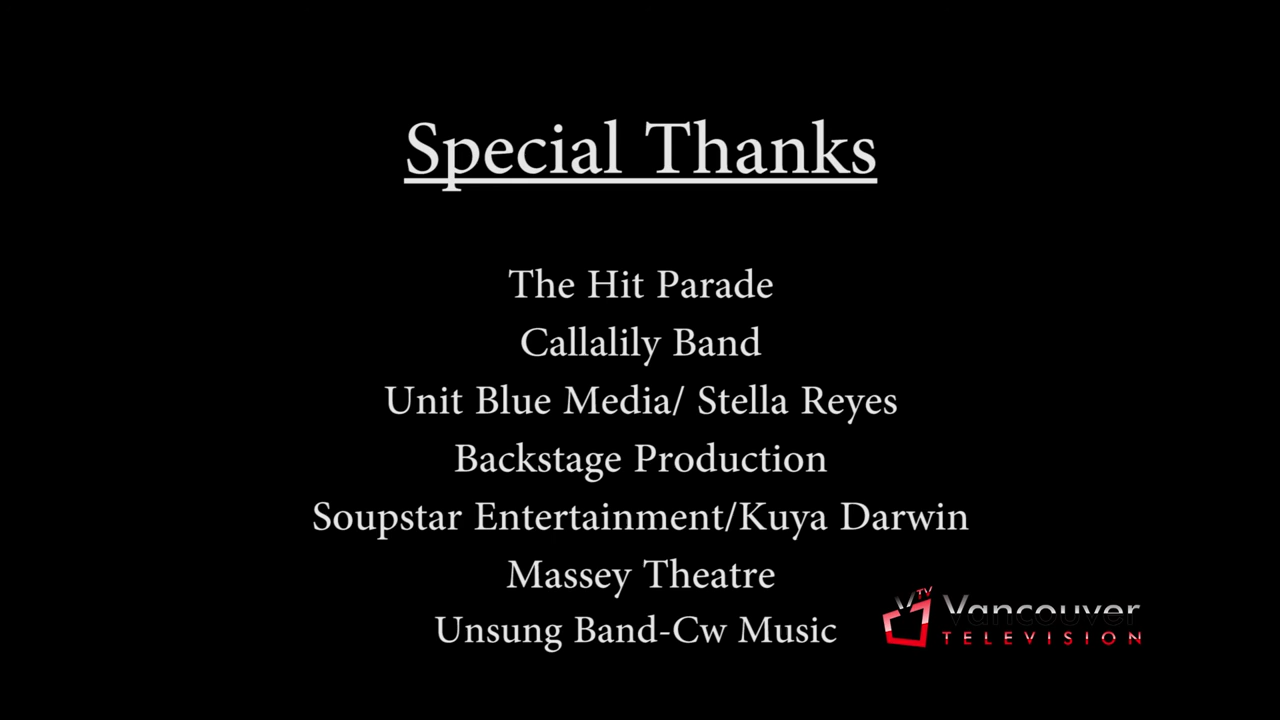 Special Thanks
The Hit Parade
Callalily Band
Unit Blue Media/ Stella Reyes
Backstage Production
Soupstar Entertainment/Kuya Darwin
Massey Theatre
Unsung Band-Cw Music
TV
Vancouver
TELEVISION